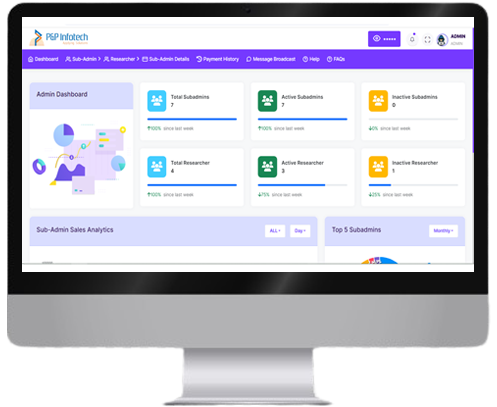 P&P Infotech
ADMIN
ADMIN
Dashboard Sub-Admin Researcher Sub-Admin Details Payment History Message Broadcast Help FAQs
Admin Dashboard
Total Subadmins
7
100% since last week
Active Subadmins
7
100% since last week
Inactive Subadmins
0
0% since last week
Total Researcher
4
100% since last week
Active Researcher
3
75% since last week
Inactive Researcher
1
25% since last week
Sub-Admin Sales Analytics
ALL
Day
Top 5 Subadmins
Monthly